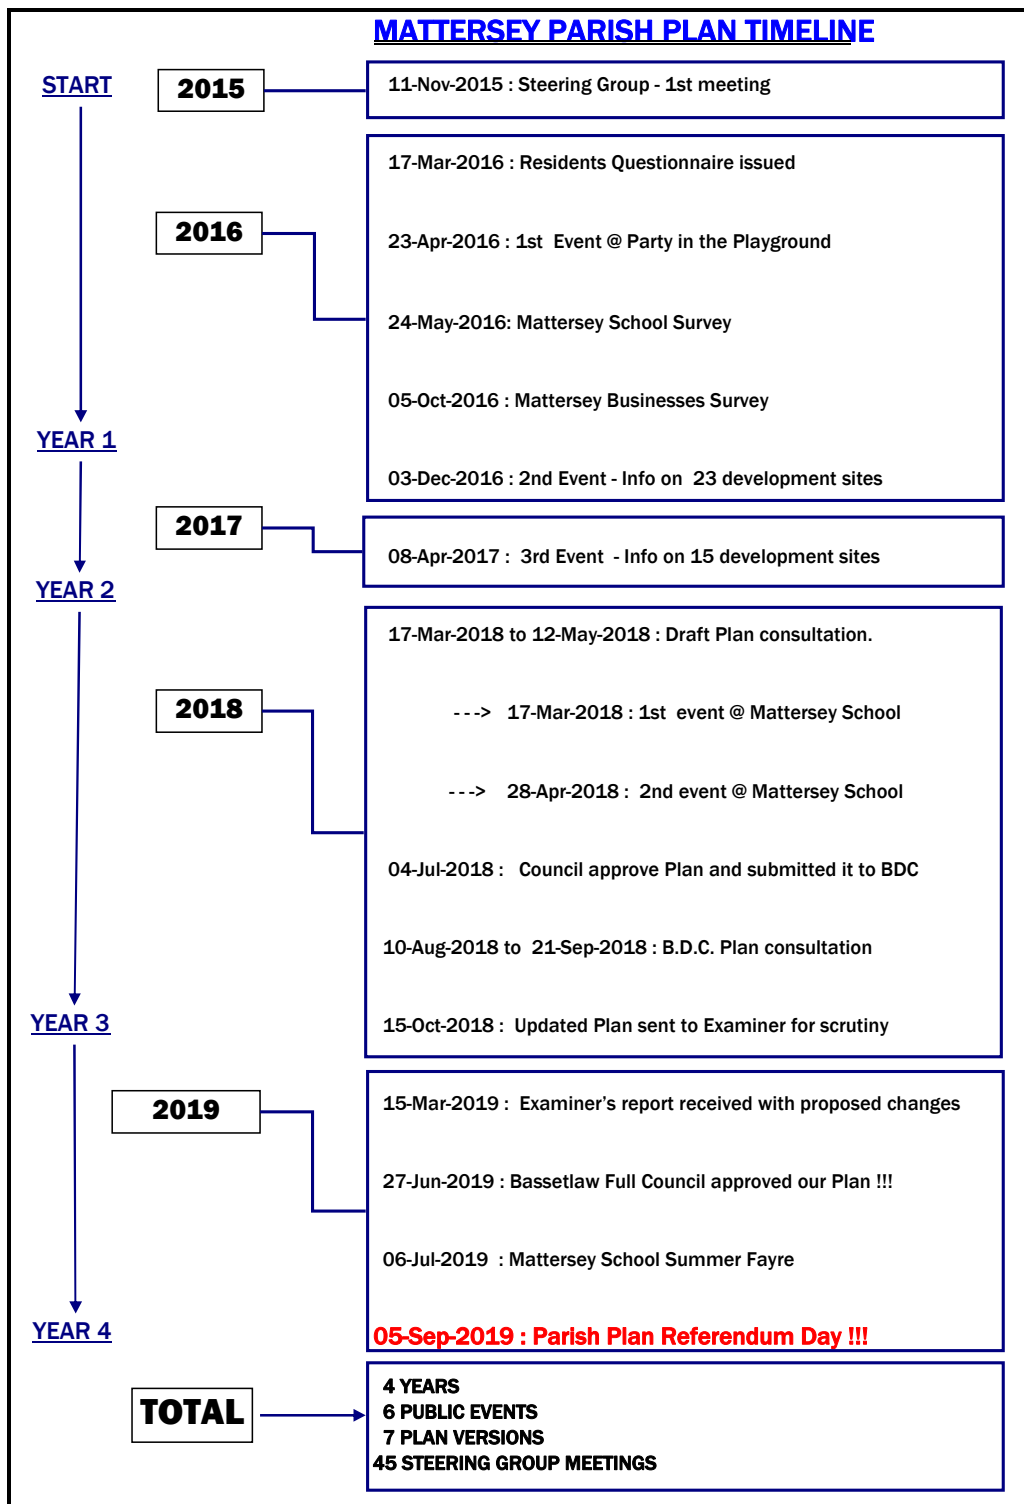 MATTERSEY PARISH PLAN TIMELINE
START
2015
11-Nov-2015 : Steering Group - 1st meeting
17-Mar-2016 : Residents Questionnaire issued
2016
23-Apr-2016 : 1st Event @ Party in the Playground
24-May-2016: Mattersey School Survey
05-Oct-2016 : Mattersey Businesses Survey
YEAR 1
03-Dec-2016 : 2nd Event - Info on 23 development sites
2017
08-Apr-2017 : 3rd Event - Info on 15 development sites
YEAR 2
17-Mar-2018 to 12-May-2018 : Draft Plan consultation.
2018
- - -> 17-Mar-2018 : 1st event @ Mattersey School
- - -> 28-Apr-2018 : 2nd event @ Mattersey School
04-Jul-2018 : Council approve Plan and submitted it to BDC
10-Aug-2018 to 21-Sep-2018 : B.D.C. Plan consultation
YEAR 3
15-Oct-2018 : Updated Plan sent to Examiner for scrutiny
2019
15-Mar-2019 : Examiner’s report received with proposed changes
27-Jun-2019 : Bassetlaw Full Council approved our Plan !!!
06-Jul-2019 : Mattersey School Summer Fayre
YEAR 4
05-Sep-2019 : Parish Plan Referendum Day !!!
TOTAL
4 YEARS
6 PUBLIC EVENTS
7 PLAN VERSIONS
45 STEERING GROUP MEETINGS